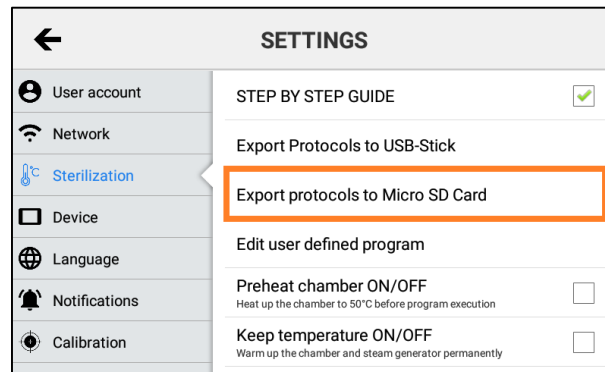 SETTINGS
User account
Network
°C Sterilization
Device
Language
Notifications
Calibration
STEP BY STEP GUIDE
Export Protocols to USB-Stick
Export protocols to Micro SD Card
Edit user defined program
Preheat chamber ON/OFF
Heat up the chamber to 50°C before program execution
Keep temperature ON/OFF
Warm up the chamber and steam generator permanently